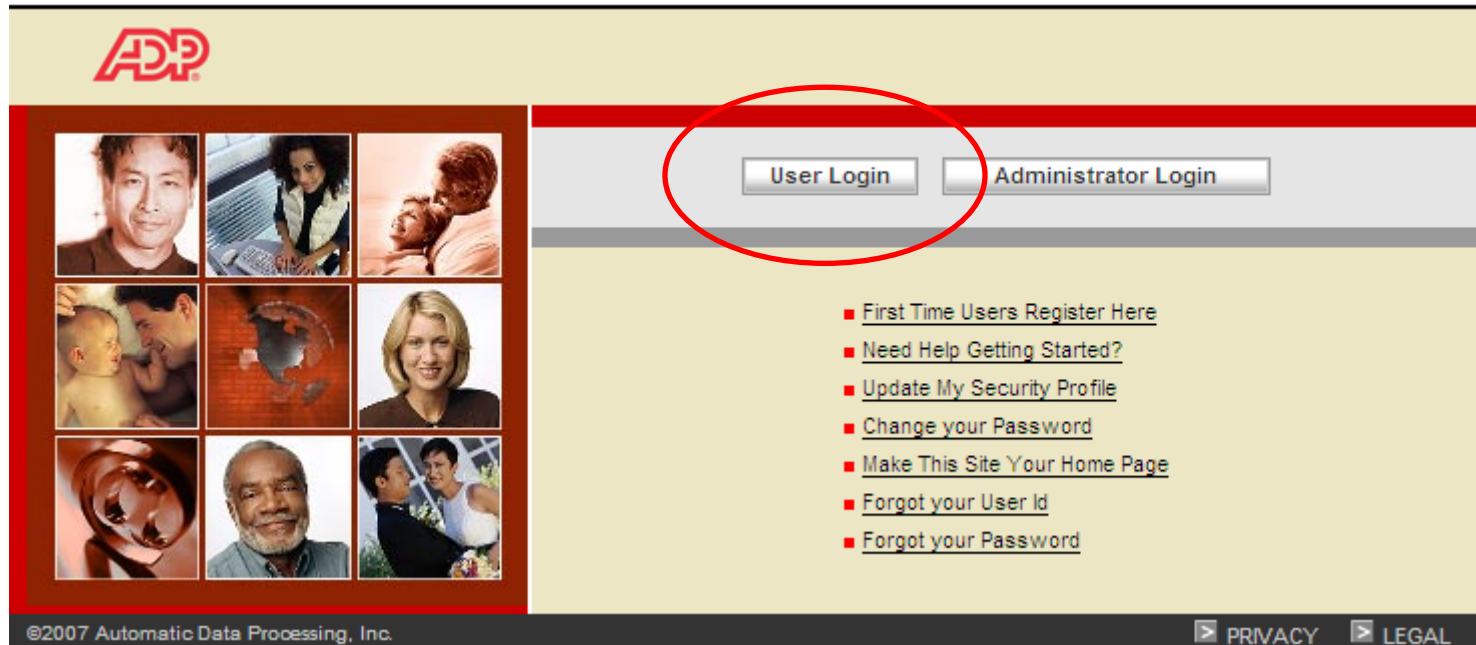 ADP®
User Login
Administrator Login
First Time Users Register Here
Need Help Getting Started?
Update My Security Profile
Change your Password
Make This Site Your Home Page
Forgot your User Id
Forgot your Password
©2007 Automatic Data Processing, Inc.
PRIVACY
LEGAL